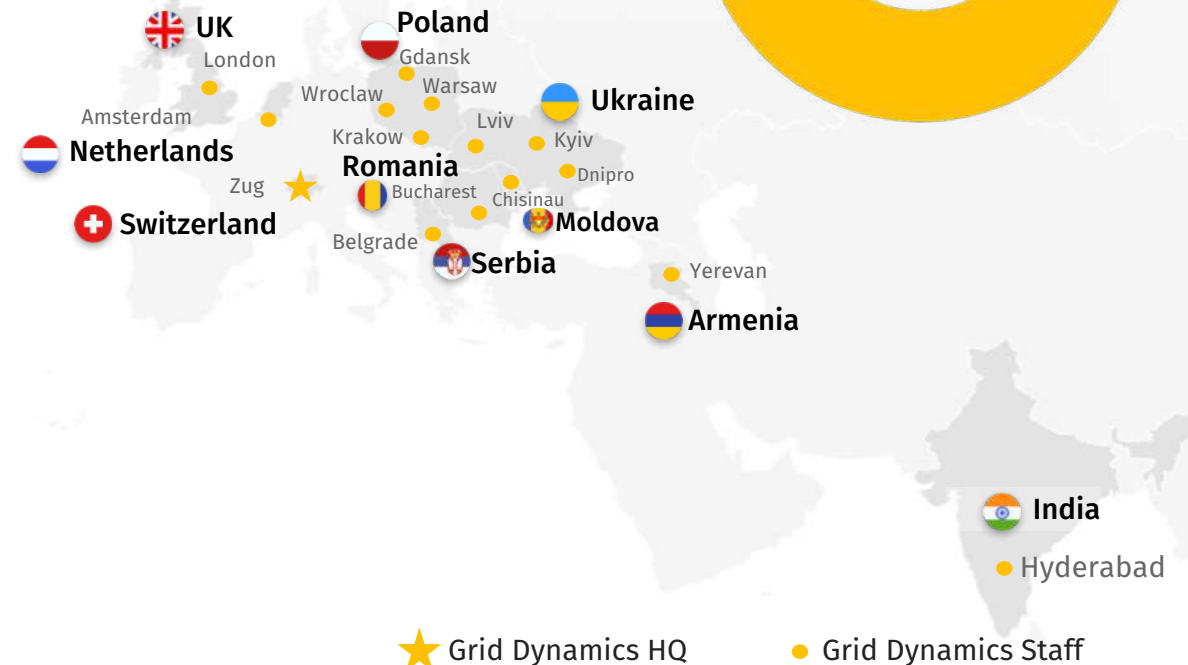 UK
Poland
London
Gdansk
Wroclaw
Warsaw
Ukraine
Amsterdam
Lviv
Krakow
Kyiv
Netherlands
Romania
Dnipro
Zug
Bucharest
Chisinau
Switzerland
Moldova
Belgrade
Serbia
Yerevan
Armenia
India
Hyderabad
Grid Dynamics HQ
Grid Dynamics Staff